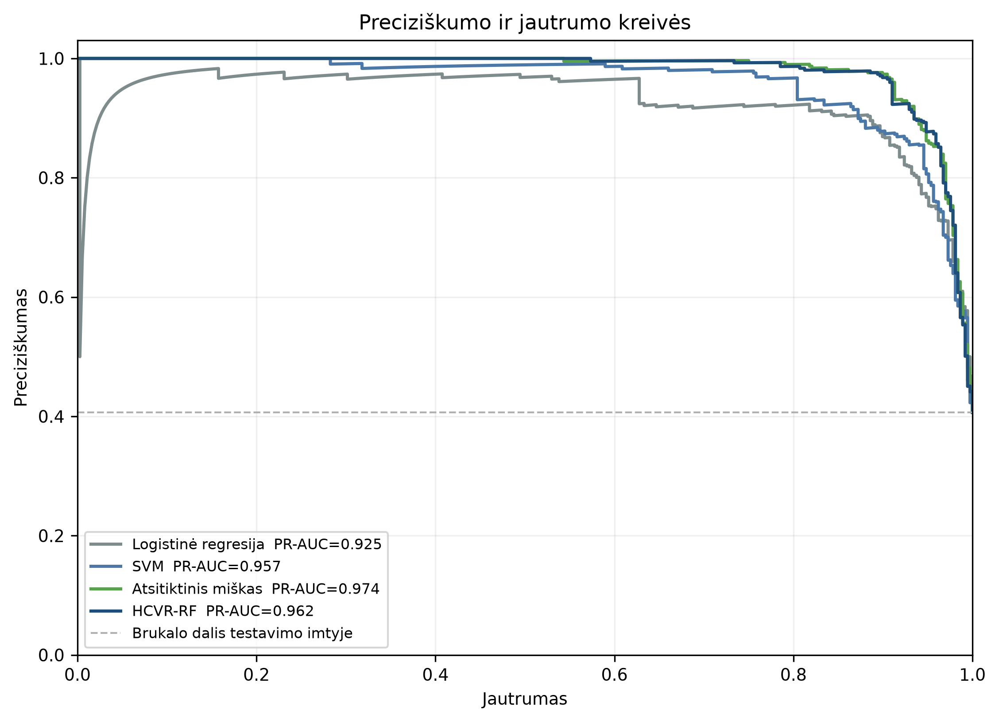 Preciziškumo ir jautrumo kreivės
Preciziškumas
1.0
0.8
0.6
0.4
0.2
0.0
Logistinė regresija PR-AUC=0.925
SVM PR-AUC=0.957
Atsitiktinis miškas PR-AUC=0.974
HCVR-RF PR-AUC=0.962
Brukalo dalis testavimo imtyje
0.0 0.2 0.4 0.6 0.8 1.0
Jautrumas